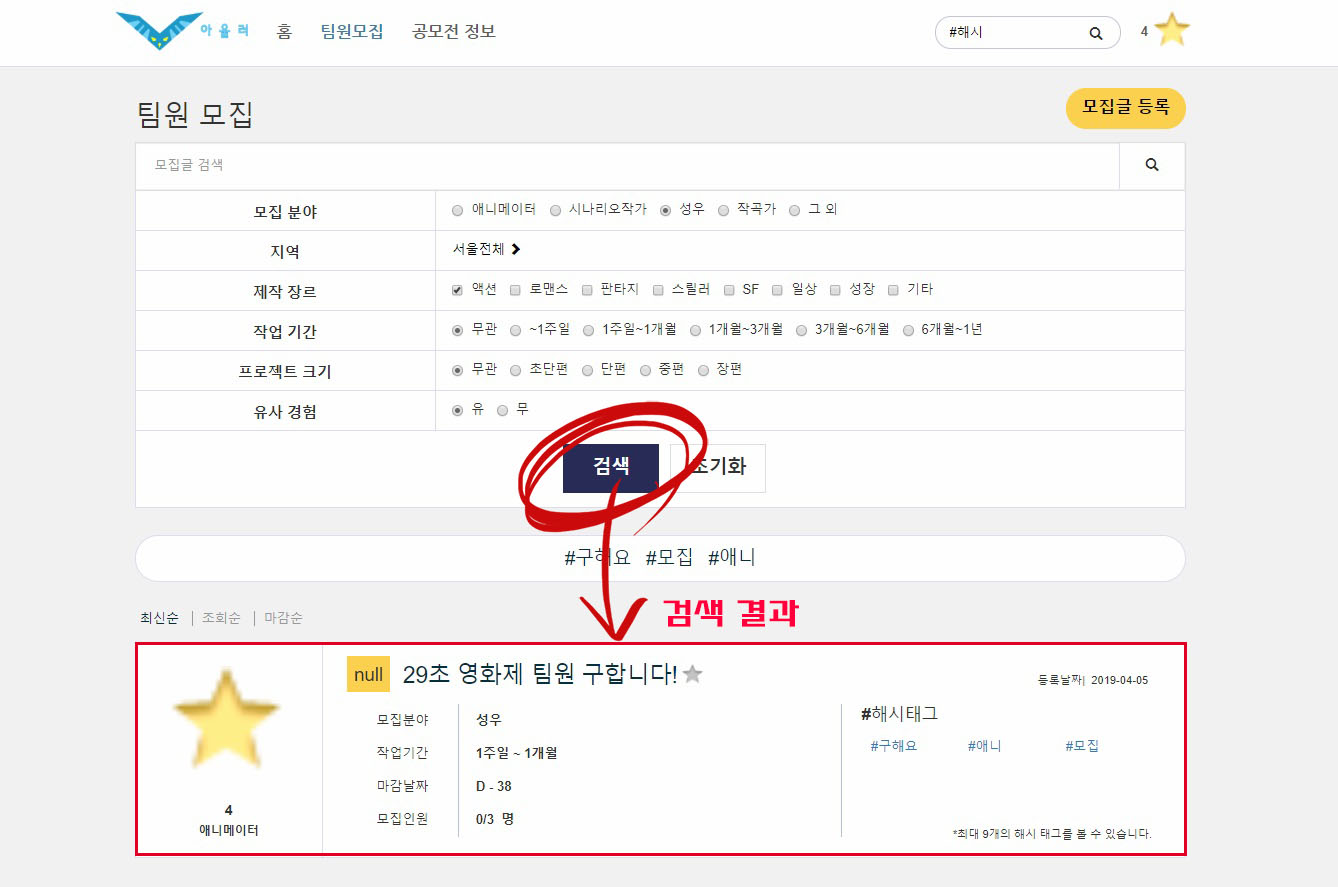 아울러 홈 팀원모집 공모전 정보 #해시 4
팀원 모집 모집글 등록
모집글 검색
모집 분야 애니메이터 시나리오작가 성우 작곡가 그 외
지역 서울전체
제작 장르 액션 로맨스 판타지 스릴러 SF 일상 성장 기타
작업 기간 무관 ~1주일 1주일~1개월 1개월~3개월 3개월~6개월 6개월~1년
프로젝트 크기 무관 초단편 단편 중편 장편
유사 경험 유 무
검색 초기화
#구해요 #모집 #애니
최신순 조회순 마감순
검색 결과
null 29초 영화제 팀원 구합니다!
등록날짜| 2019-04-05
모집분야 성우
작업기간 1주일 ~ 1개월
마감날짜 D - 38
모집인원 0/3 명
#해시태그
#구해요 #애니 #모집
4
애니메이터
*최대 9개의 해시 태그를 볼 수 있습니다.